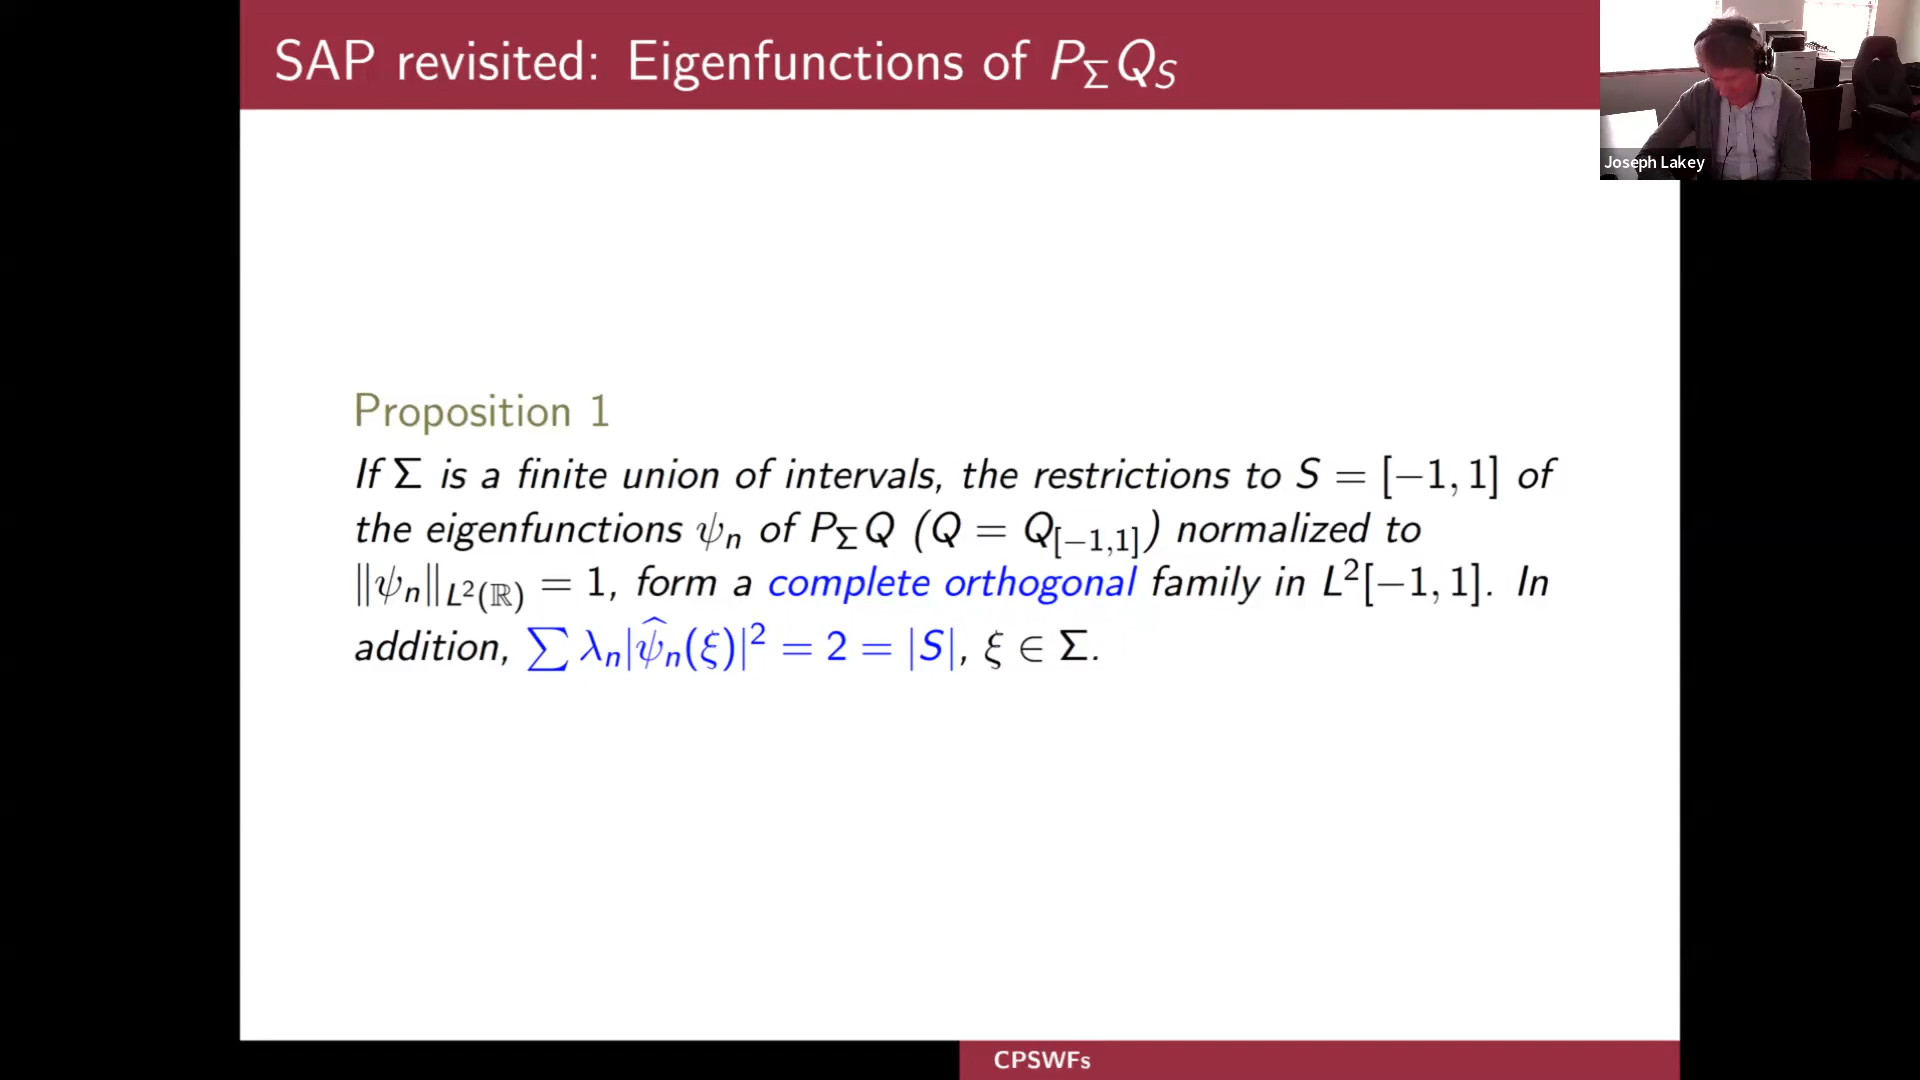 SAP revisited: Eigenfunctions of P_Σ Q_S
Joseph Lakey
Proposition 1
If Σ is a finite union of intervals, the restrictions to S = [−1, 1] of
the eigenfunctions ψ_n of P_Σ Q (Q = Q_{[−1,1]}) normalized to
‖ψ_n‖_{L²(ℝ)} = 1, form a complete orthogonal family in L²[−1, 1]. In
addition, ∑ λ_n|ψ̂_n(ξ)|² = 2 = |S|, ξ ∈ Σ.
CPSWFs